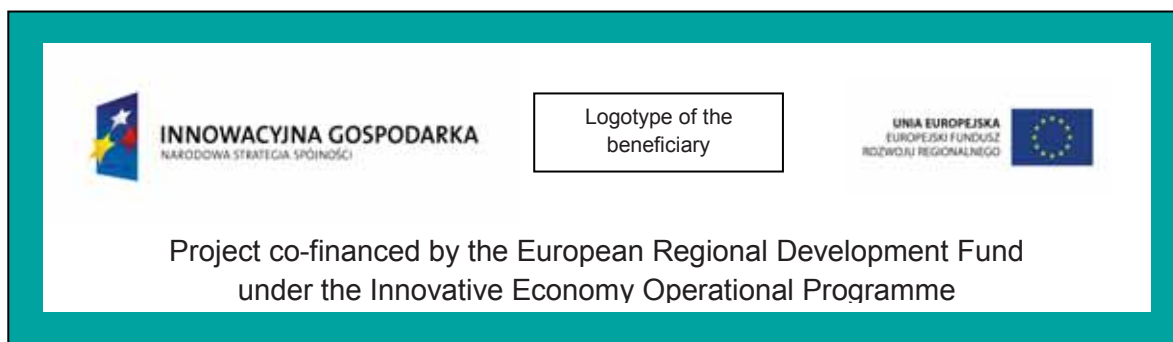 INNOWACYJNA GOSPODARKA
NARODOWA STRATEGIA SPÓJNOŚCI
Logotype of the
beneficiary
UNIA EUROPEJSKA
EUROPEJSKI FUNDUSZ
ROZWOJU REGIONALNEGO
Project co-financed by the European Regional Development Fund
under the Innovative Economy Operational Programme